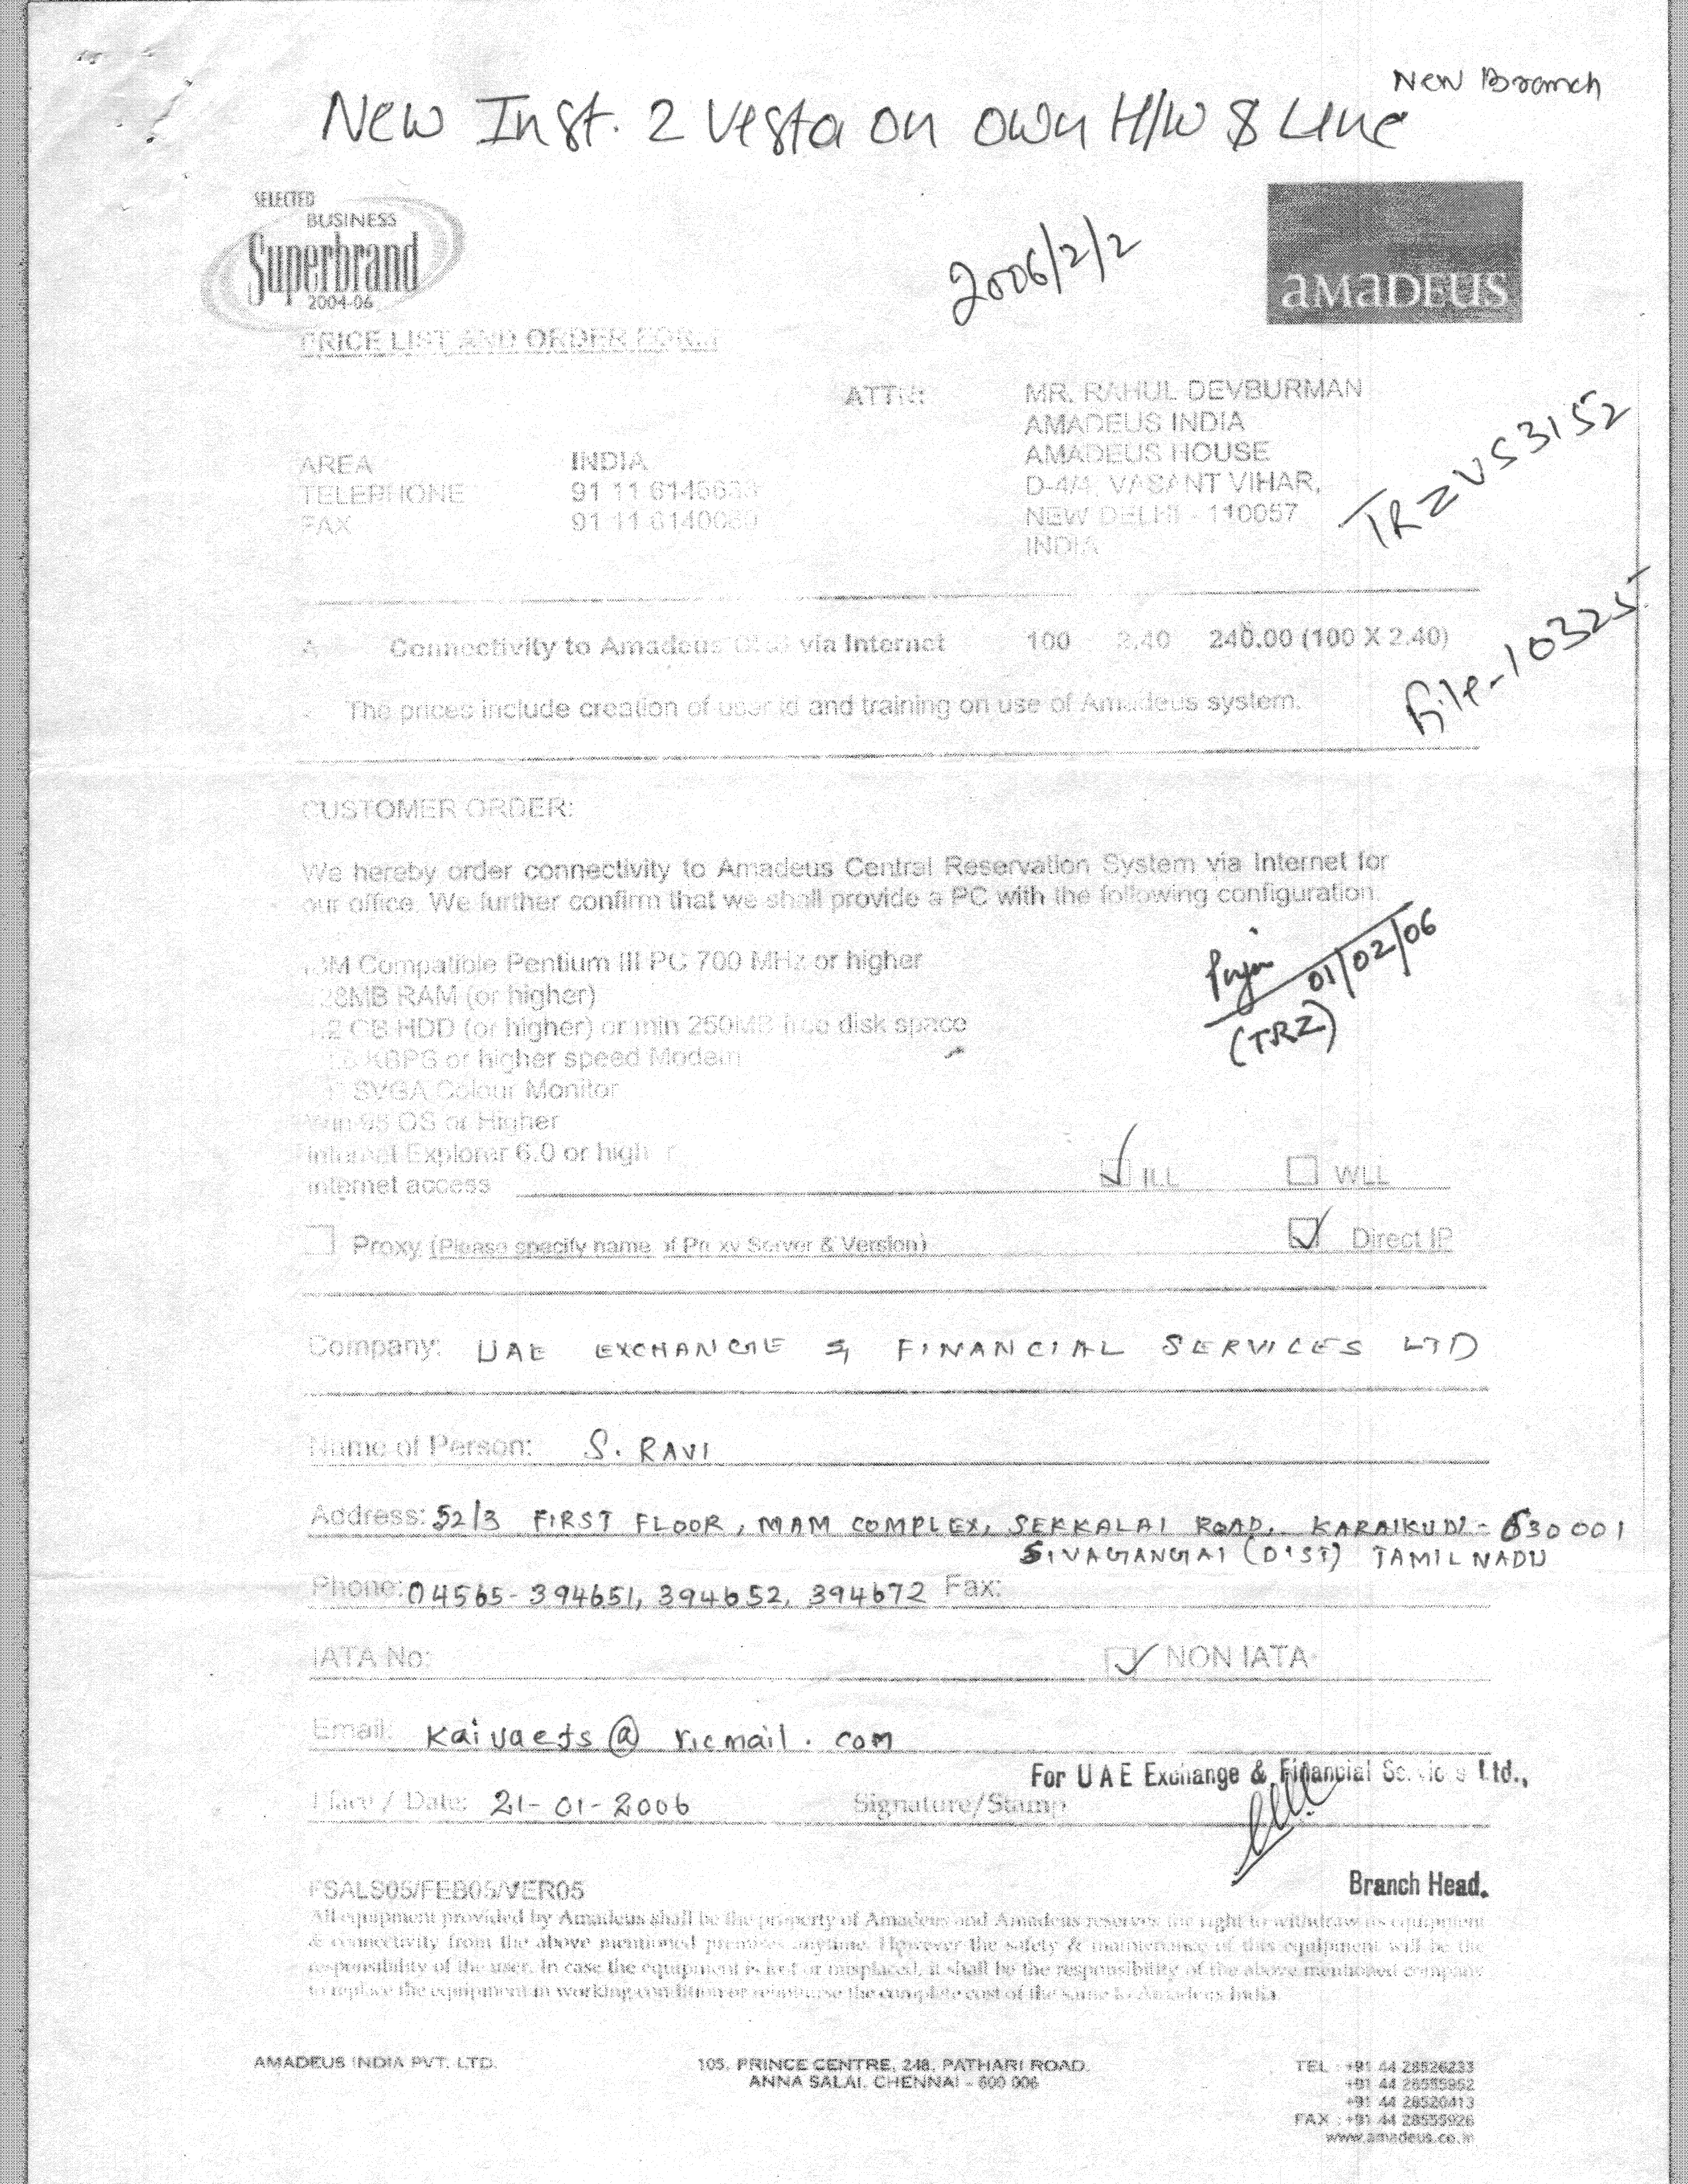 New Branch
New Inst. 2 Vesta on own H/W & Line
SELECTED
BUSINESS
Superbrand
2004-06
2006/2/2
amaDEUS
PRICE LIST AND ORDER FORM
ATTN: MR. RAHUL DEVBURMAN
AMADEUS INDIA
AMADEUS HOUSE
AREA INDIA
TELEPHONE 91 11
D-4/4, VASANT VIHAR,
FAX 91 11
NEW DELHI - 110057
INDIA
TRZVS3152
File-10325
A Connectivity to Amadeus via Internet 100 2.40 240.00 (100 X 2.40)
The prices include creation of user id and training on use of Amadeus system.
CUSTOMER ORDER:
We hereby order connectivity to Amadeus Central Reservation System via Internet for
our office. We further confirm that we shall provide a PC with the following configuration.
01/02/06
(TRZ)
IBM Compatible Pentium III PC 700 MHz or higher
128MB RAM (or higher)
HDD (or higher) or min 250MB free disk space
KBPG or higher speed Modem
SVGA Colour Monitor
Win 98 OS or Higher
Explorer 6.0 or high
Internet access ILL WLL
Proxy (Please specify name of Proxy Server & Version) Direct IP
Company: UAE EXCHANGE & FINANCIAL SERVICES LTD
Name of Person: S. RAVI
Address: 52/3 FIRST FLOOR, MAM COMPLEX, SEKKALAI ROAD, KARAIKUDI - 630 001
SIVAGANGAI (DIST) TAMIL NADU
Phone: 04565-394651, 394652, 394672 Fax:
IATA No: NON IATA
Email: Kaivaefs@ricmail.com
For UAE Exchange & Financial Services Ltd.,
Place / Date: 21-01-2006 Signature/Stamp
Branch Head.
FSALS05/FEB05/VER05
All equipment provided by Amadeus shall be the property of Amadeus and Amadeus reserves the right to withdraw its equipment
& connectivity from the above mentioned premises anytime. However the safety & maintenance of this equipment will be the
responsibility of the user. In case the equipment is lost or misplaced, it shall be the responsibility of the above mentioned company
to replace the equipment in working condition or reimburse the complete cost of the same to Amadeus India
AMADEUS INDIA PVT. LTD.
105, PRINCE CENTRE, 248, PATHARI ROAD,
ANNA SALAI, CHENNAI - 600 006
TEL : +91 44 28526233
+91 44 28555952
+91 44 28520413
FAX : +91 44 28555926
www.amadeus.co.in